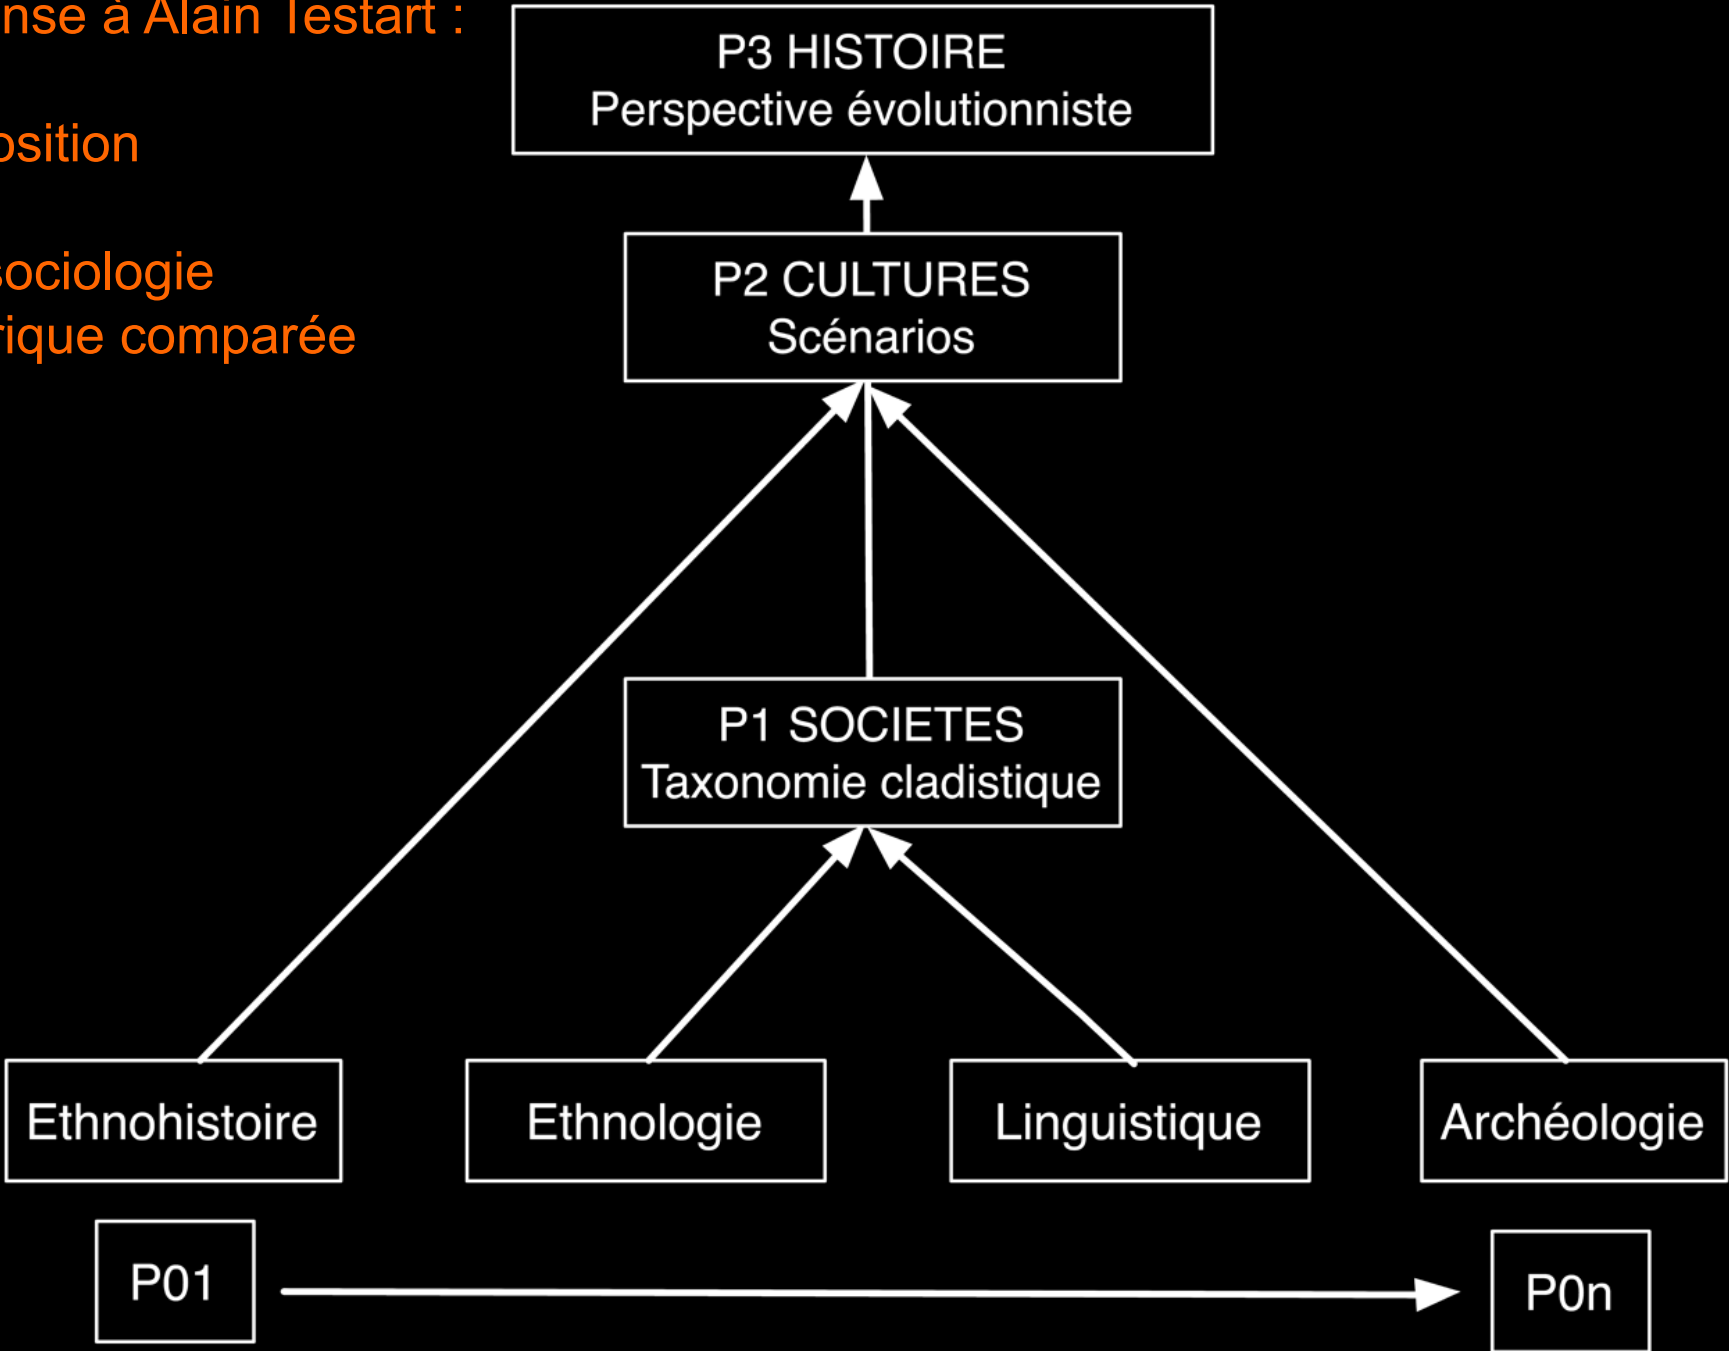 nse à Alain Testart :
osition
sociologie
rique comparée
P3 HISTOIRE
Perspective évolutionniste
P2 CULTURES
Scénarios
P1 SOCIETES
Taxonomie cladistique
Ethnohistoire
Ethnologie
Linguistique
Archéologie
P01
P0n